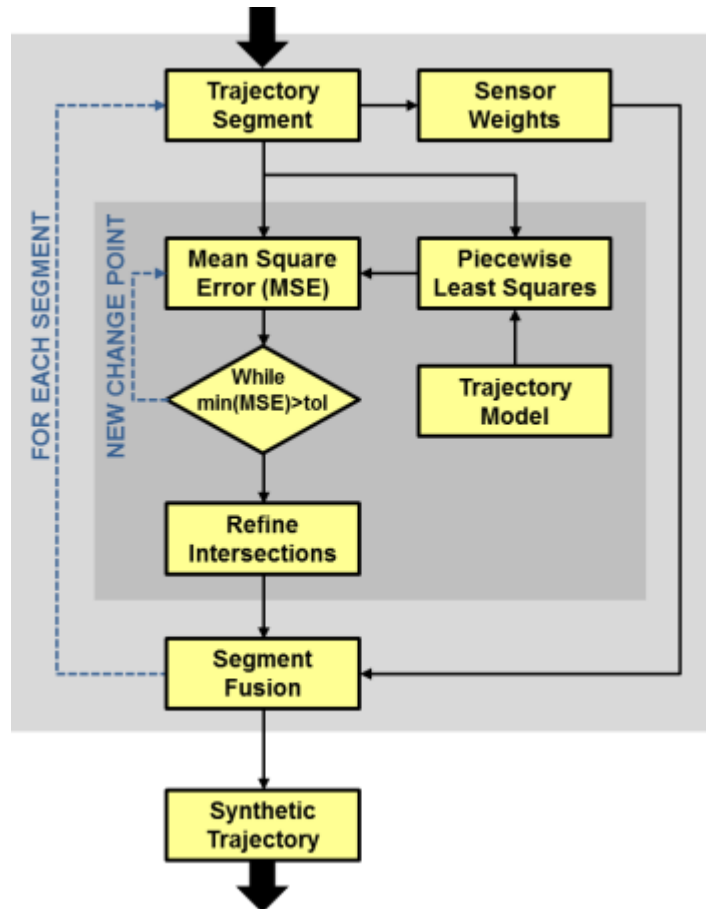 Trajectory
Segment
Sensor
Weights
FOR EACH SEGMENT
NEW CHANGE POINT
Mean Square
Error (MSE)
Piecewise
Least Squares
While
min(MSE)>tol
Trajectory
Model
Refine
Intersections
Segment
Fusion
Synthetic
Trajectory